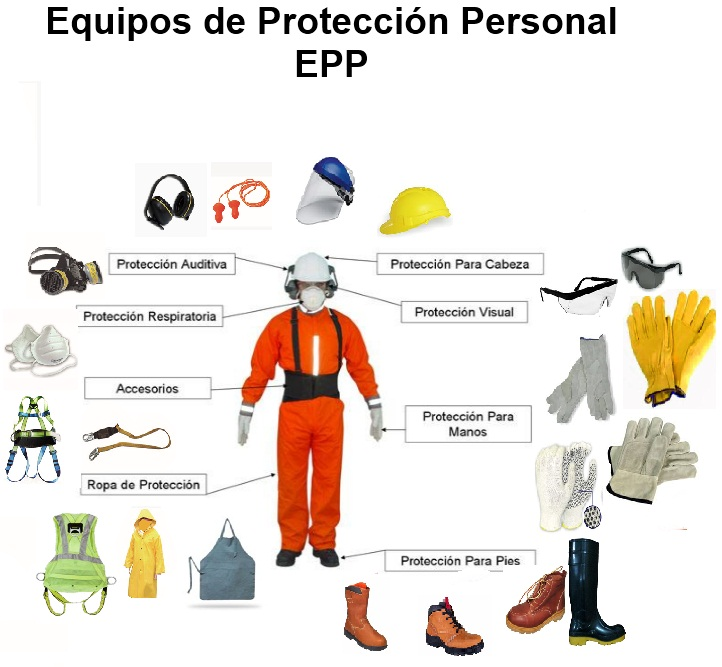 Equipos de Protección Personal
EPP
Protección Auditiva
Protección Para Cabeza
Protección Respiratoria
Protección Visual
Accesorios
Protección Para
Manos
Ropa de Protección
Protección Para Pies